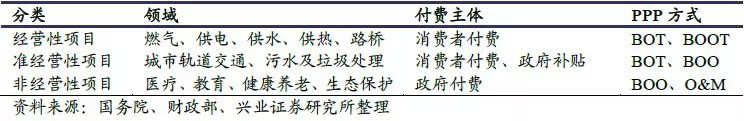 分类 领域 付费主体 PPP 方式
经营性项目 燃气、供电、供水、供热、路桥 消费者付费 BOT、BOOT
准经营性项目 城市轨道交通、污水及垃圾处理 消费者付费、政府补贴 BOT、BOO
非经营性项目 医疗、教育、健康养老、生态保护 政府付费 BOO、O&M
资料来源：国务院、财政部、兴业证券研究所整理